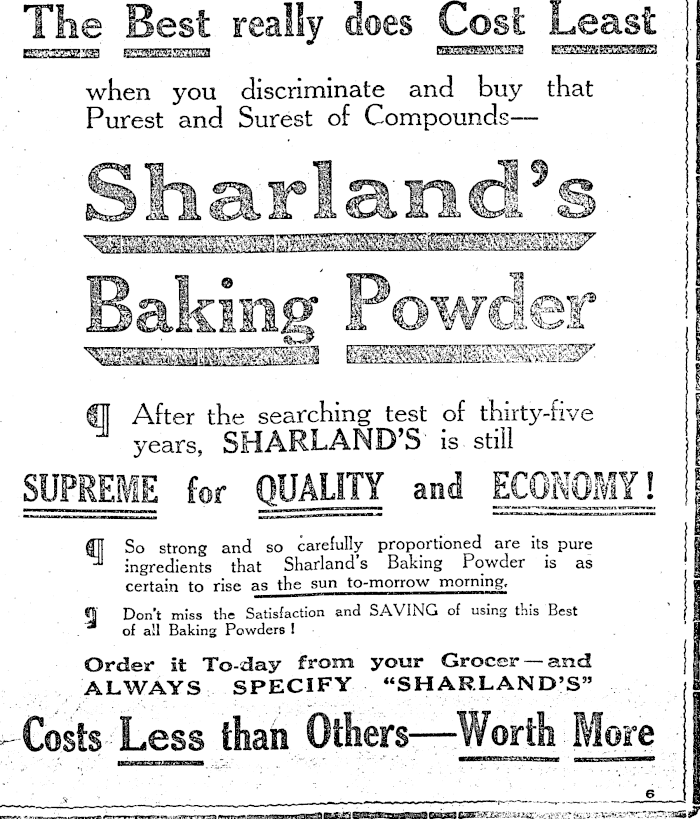 The Best really does Cost Least
when you discriminate and buy that
Purest and Surest of Compounds—
Sharland's
Baking Powder
¶ After the searching test of thirty-five
years, SHARLAND'S is still
SUPREME for QUALITY and ECONOMY!
¶ So strong and so carefully proportioned are its pure
ingredients that Sharland's Baking Powder is as
certain to rise as the sun to-morrow morning.
¶ Don't miss the Satisfaction and SAVING of using this Best
of all Baking Powders!
Order it To-day from your Grocer—and
ALWAYS SPECIFY "SHARLAND'S"
Costs Less than Others—Worth More
6